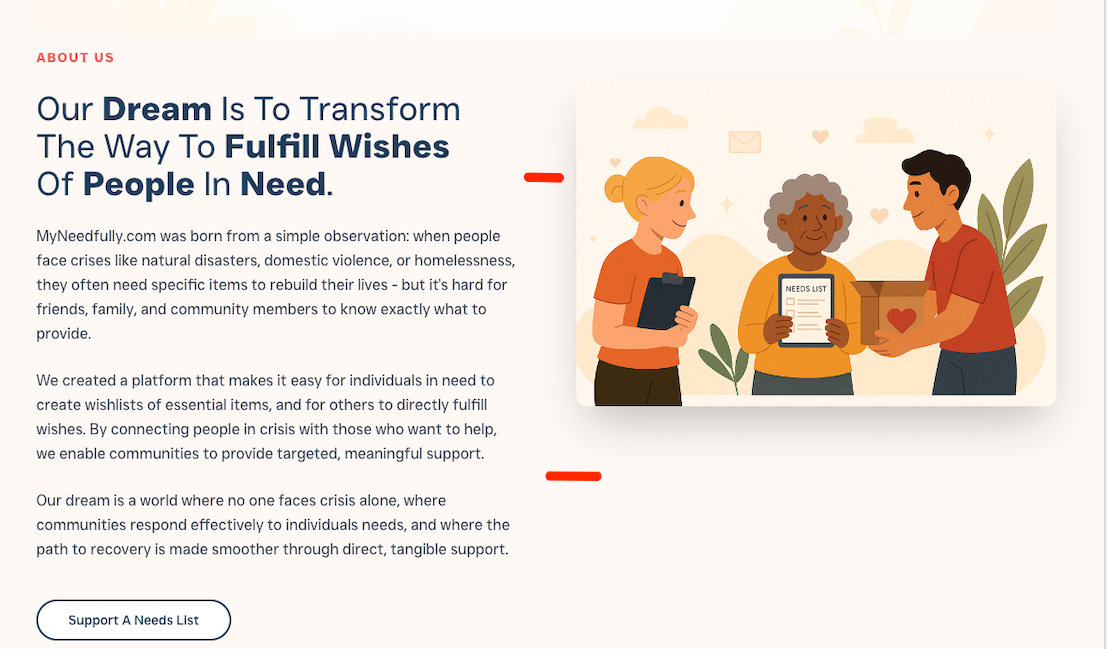 ABOUT US
Our Dream Is To Transform
The Way To Fulfill Wishes
Of People In Need.
MyNeedfully.com was born from a simple observation: when people
face crises like natural disasters, domestic violence, or homelessness,
they often need specific items to rebuild their lives - but it's hard for
friends, family, and community members to know exactly what to
provide.
We created a platform that makes it easy for individuals in need to
create wishlists of essential items, and for others to directly fulfill
wishes. By connecting people in crisis with those who want to help,
we enable communities to provide targeted, meaningful support.
Our dream is a world where no one faces crisis alone, where
communities respond effectively to individuals needs, and where the
path to recovery is made smoother through direct, tangible support.
Support A Needs List
NEEDS LIST